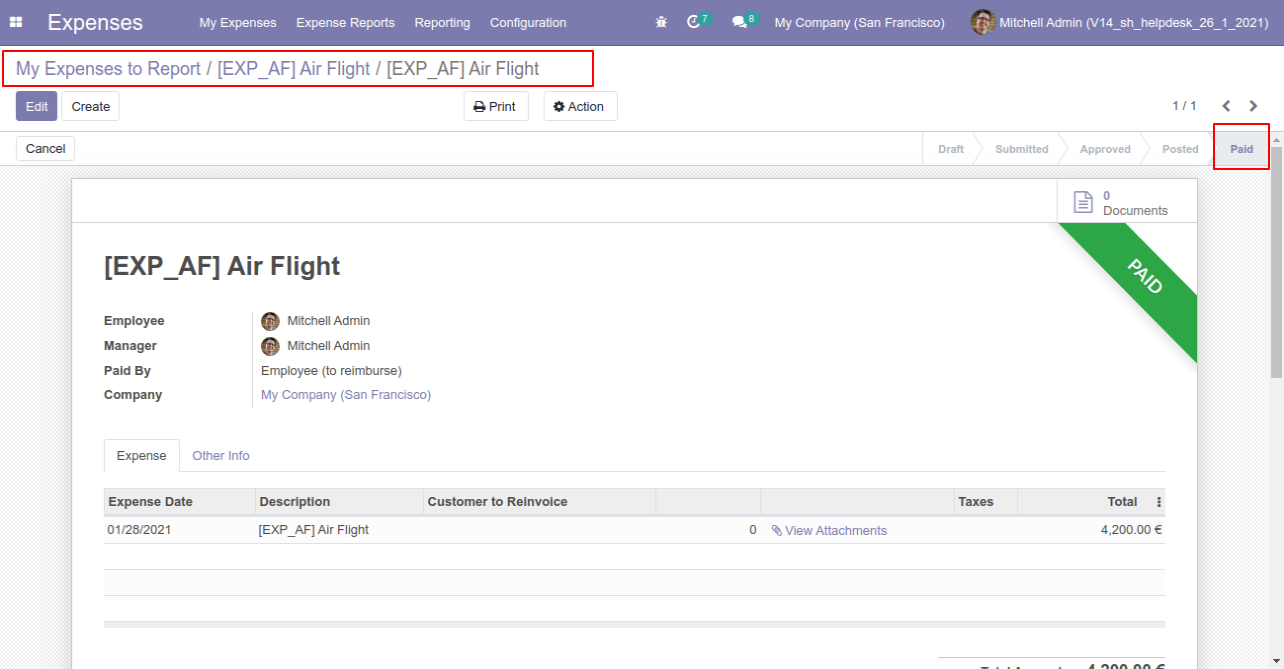 Expenses My Expenses Expense Reports Reporting Configuration 7 8 My Company (San Francisco) Mitchell Admin (V14_sh_helpdesk_26_1_2021)
My Expenses to Report / [EXP_AF] Air Flight / [EXP_AF] Air Flight
Edit Create Print Action 1 / 1
Cancel Draft Submitted Approved Posted Paid
0
Documents
PAID
[EXP_AF] Air Flight
Employee Mitchell Admin
Manager Mitchell Admin
Paid By Employee (to reimburse)
Company My Company (San Francisco)
Expense Other Info
Expense Date Description Customer to Reinvoice Taxes Total
01/28/2021 [EXP_AF] Air Flight 0 View Attachments 4,200.00 €
4,200.00 €